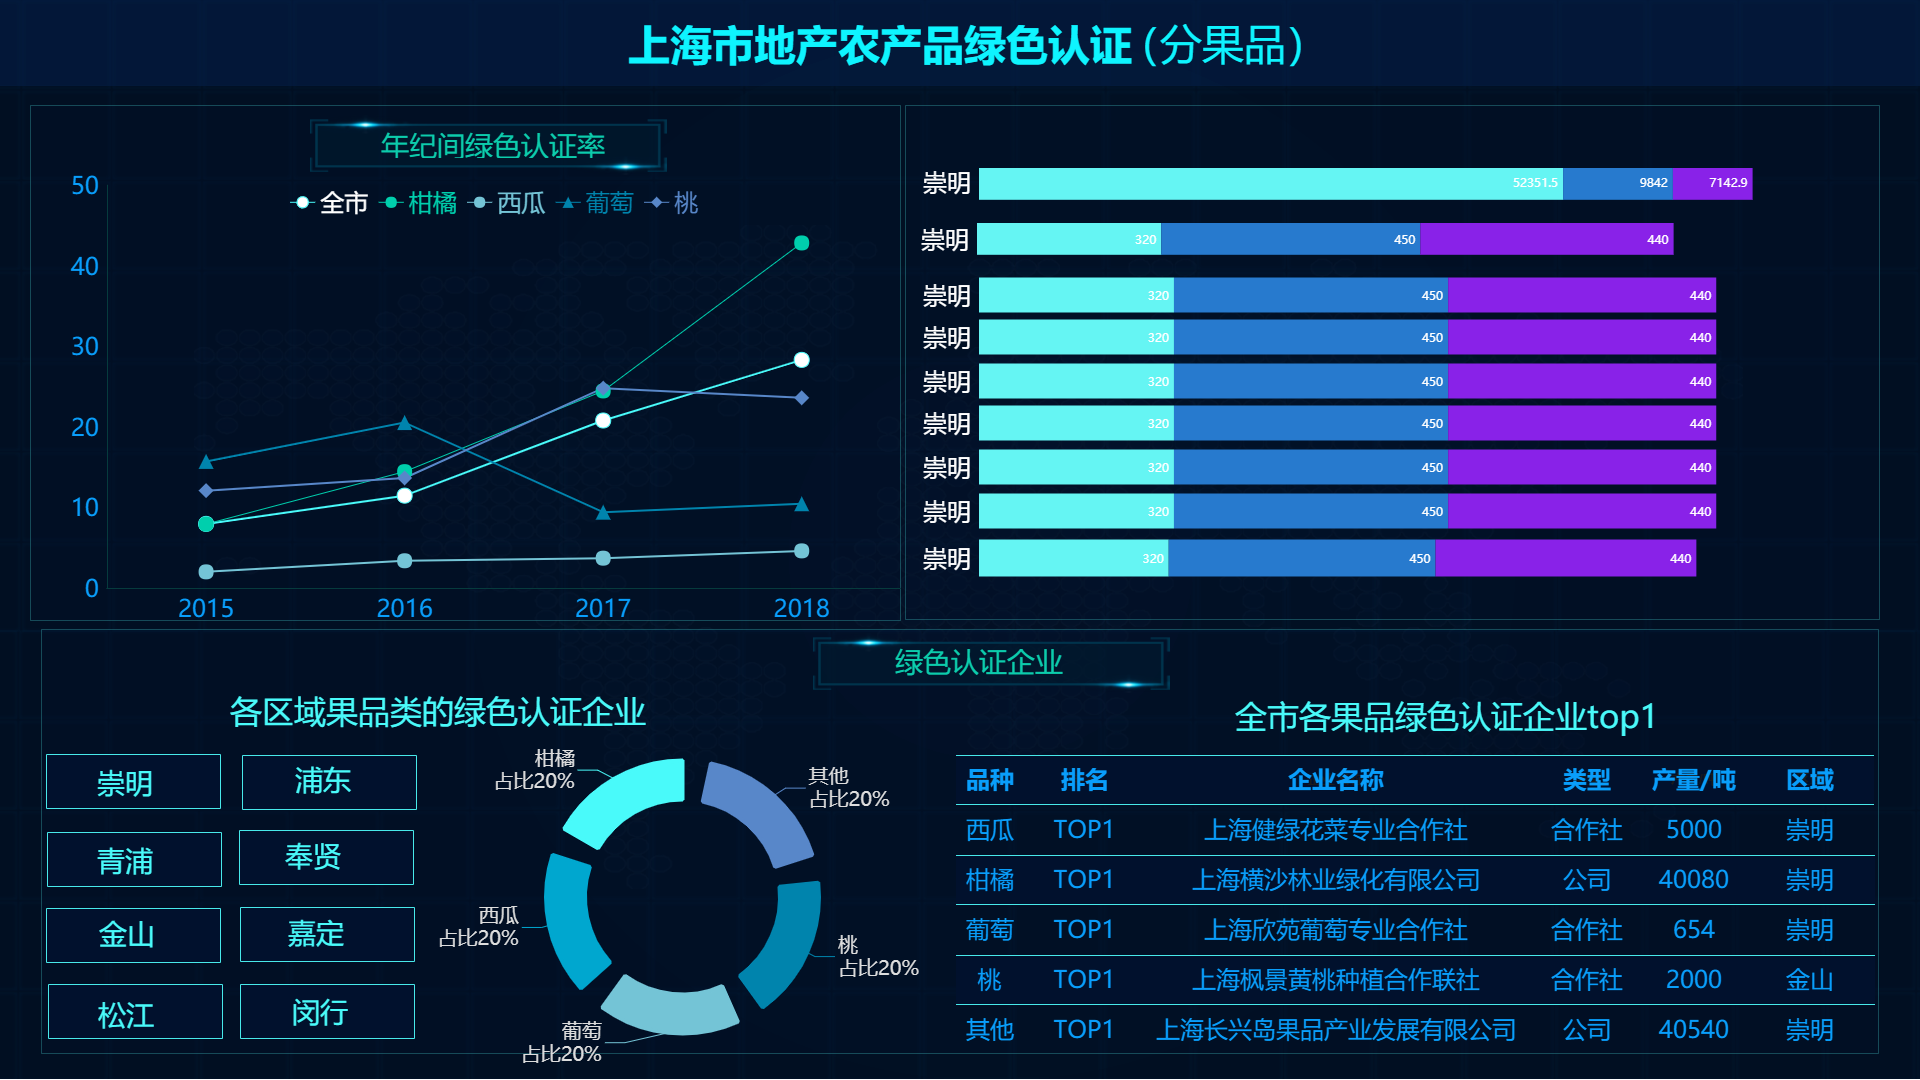 上海市地产农产品绿色认证(分果品)
年纪间绿色认证率
全市 柑橘 西瓜 葡萄 桃
50
40
30
20
10
0
2015 2016 2017 2018
崇明 52351.5 9842 7142.9
崇明 320 450 440
崇明 320 450 440
崇明 320 450 440
崇明 320 450 440
崇明 320 450 440
崇明 320 450 440
崇明 320 450 440
崇明 320 450 440
绿色认证企业
各区域果品类的绿色认证企业
崇明 浦东
青浦 奉贤
金山 嘉定
松江 闵行
柑橘
占比20%
其他
占比20%
西瓜
占比20%
桃
占比20%
葡萄
占比20%
全市各果品绿色认证企业top1
品种 排名 企业名称 类型 产量/吨 区域
西瓜 TOP1 上海健绿花菜专业合作社 合作社 5000 崇明
柑橘 TOP1 上海横沙林业绿化有限公司 公司 40080 崇明
葡萄 TOP1 上海欣苑葡萄专业合作社 合作社 654 崇明
桃 TOP1 上海枫景黄桃种植合作联社 合作社 2000 金山
其他 TOP1 上海长兴岛果品产业发展有限公司 公司 40540 崇明